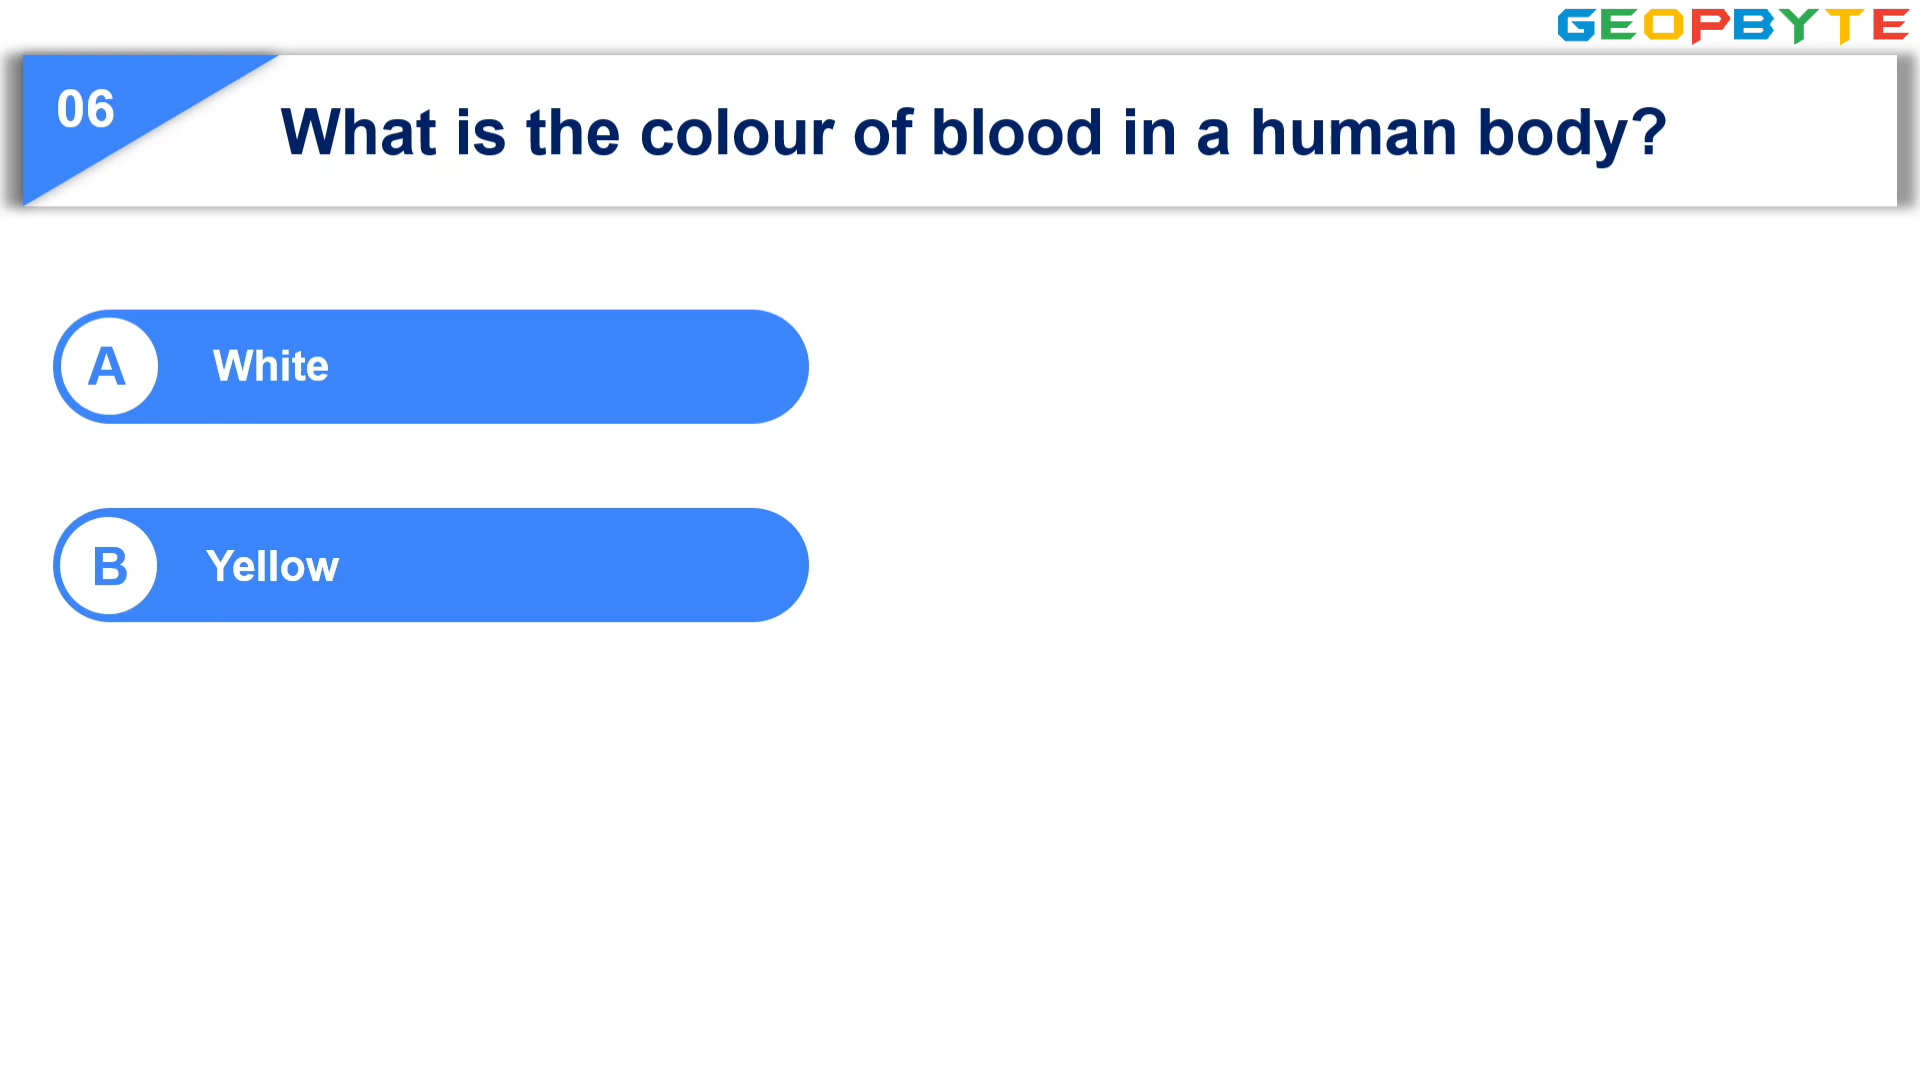 GEOPBYTE
06
What is the colour of blood in a human body?
A White
B Yellow